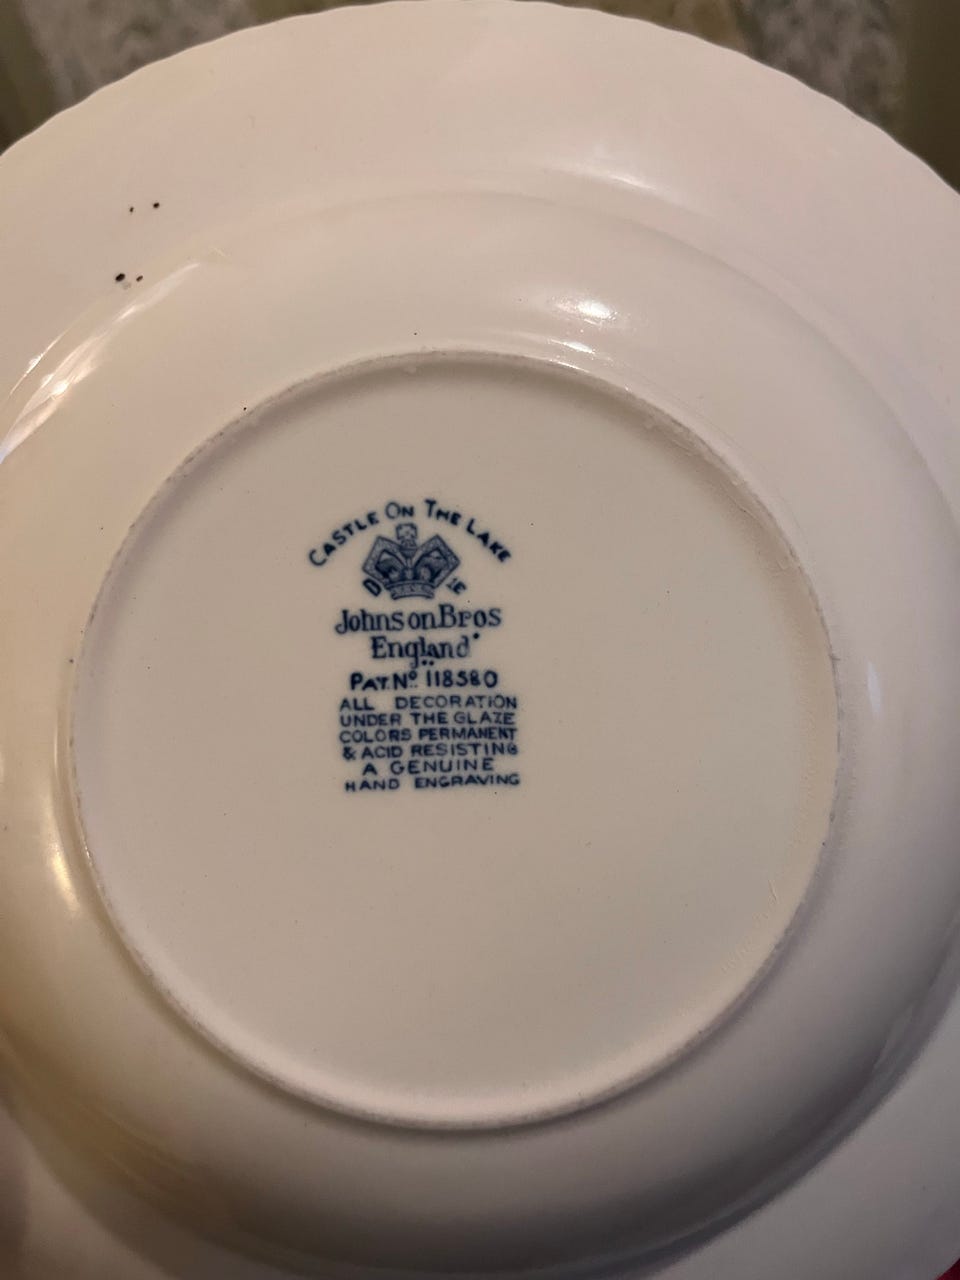 CASTLE ON THE LAKE
D IE
Johnson Bros
England
PAT. Nº 118580
ALL DECORATION
UNDER THE GLAZE
COLORS PERMANENT
& ACID RESISTING
A GENUINE
HAND ENGRAVING